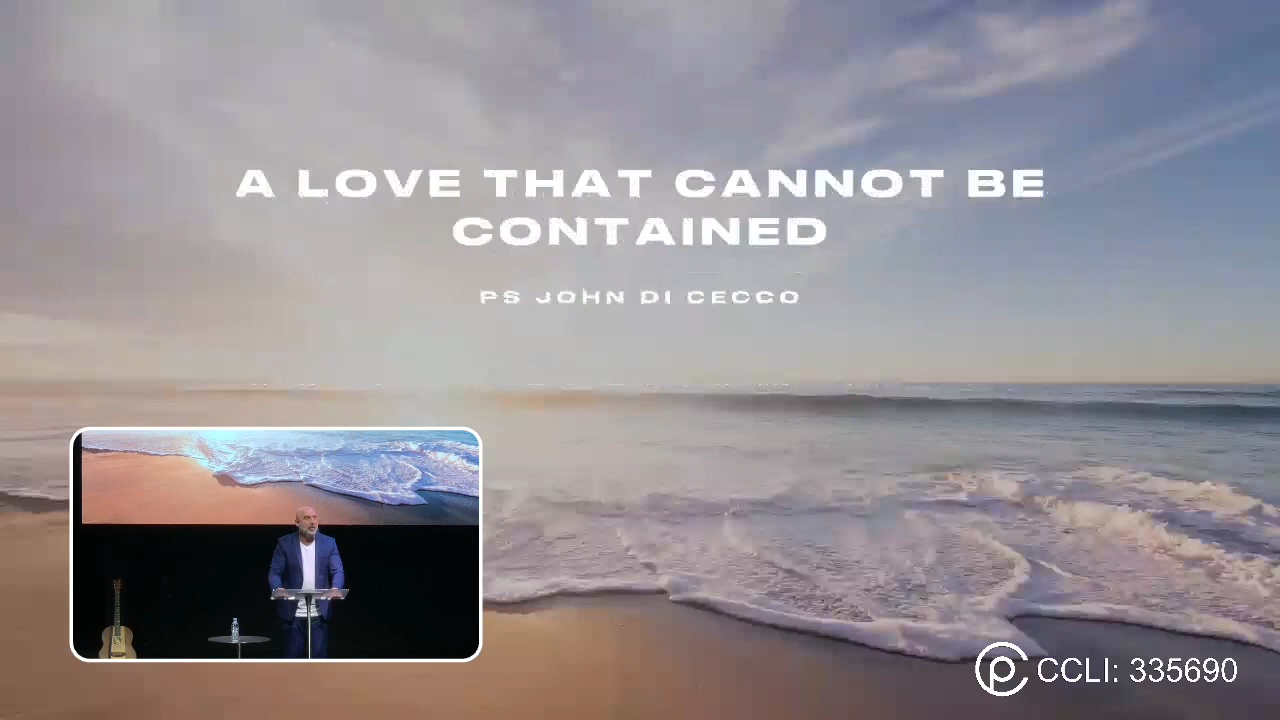 A LOVE THAT CANNOT BE
CONTAINED
PS JOHN DI CECCO
CCLI: 335690